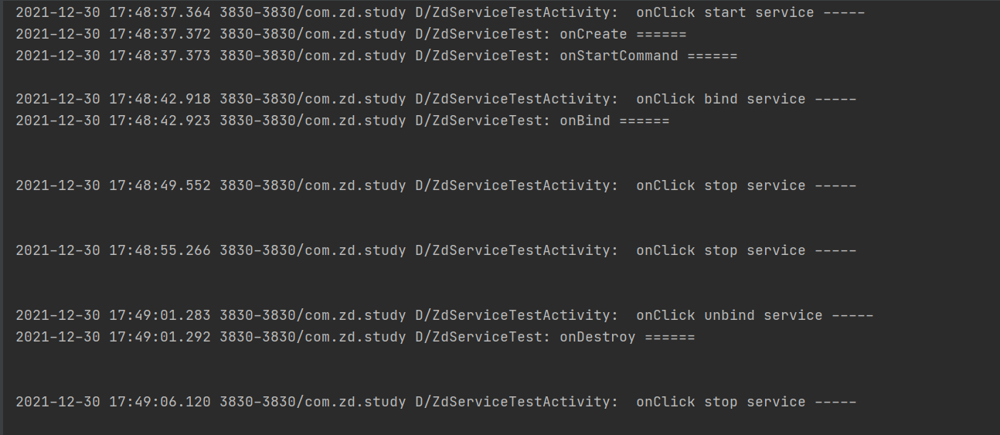 2021-12-30 17:48:37.364 3830-3830/com.zd.study D/ZdServiceTestActivity:  onClick start service -----
2021-12-30 17:48:37.372 3830-3830/com.zd.study D/ZdServiceTest: onCreate ======
2021-12-30 17:48:37.373 3830-3830/com.zd.study D/ZdServiceTest: onStartCommand ======
2021-12-30 17:48:42.918 3830-3830/com.zd.study D/ZdServiceTestActivity:  onClick bind service -----
2021-12-30 17:48:42.923 3830-3830/com.zd.study D/ZdServiceTest: onBind ======
2021-12-30 17:48:49.552 3830-3830/com.zd.study D/ZdServiceTestActivity:  onClick stop service -----
2021-12-30 17:48:55.266 3830-3830/com.zd.study D/ZdServiceTestActivity:  onClick stop service -----
2021-12-30 17:49:01.283 3830-3830/com.zd.study D/ZdServiceTestActivity:  onClick unbind service -----
2021-12-30 17:49:01.292 3830-3830/com.zd.study D/ZdServiceTest: onDestroy ======
2021-12-30 17:49:06.120 3830-3830/com.zd.study D/ZdServiceTestActivity:  onClick stop service -----